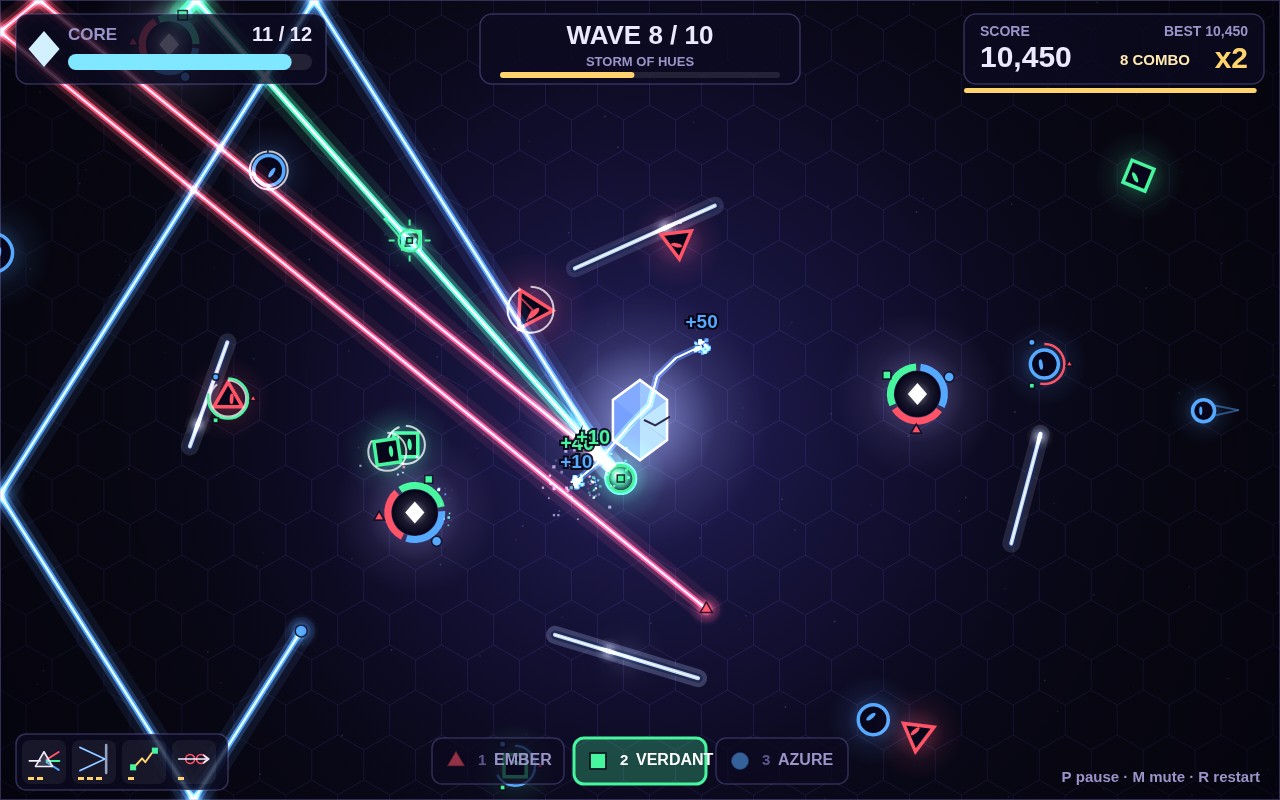 CORE 11 / 12
WAVE 8 / 10
STORM OF HUES
SCORE BEST 10,450
10,450 8 COMBO x2
+50
+10
+10
1 EMBER
2 VERDANT
3 AZURE
P pause · M mute · R restart